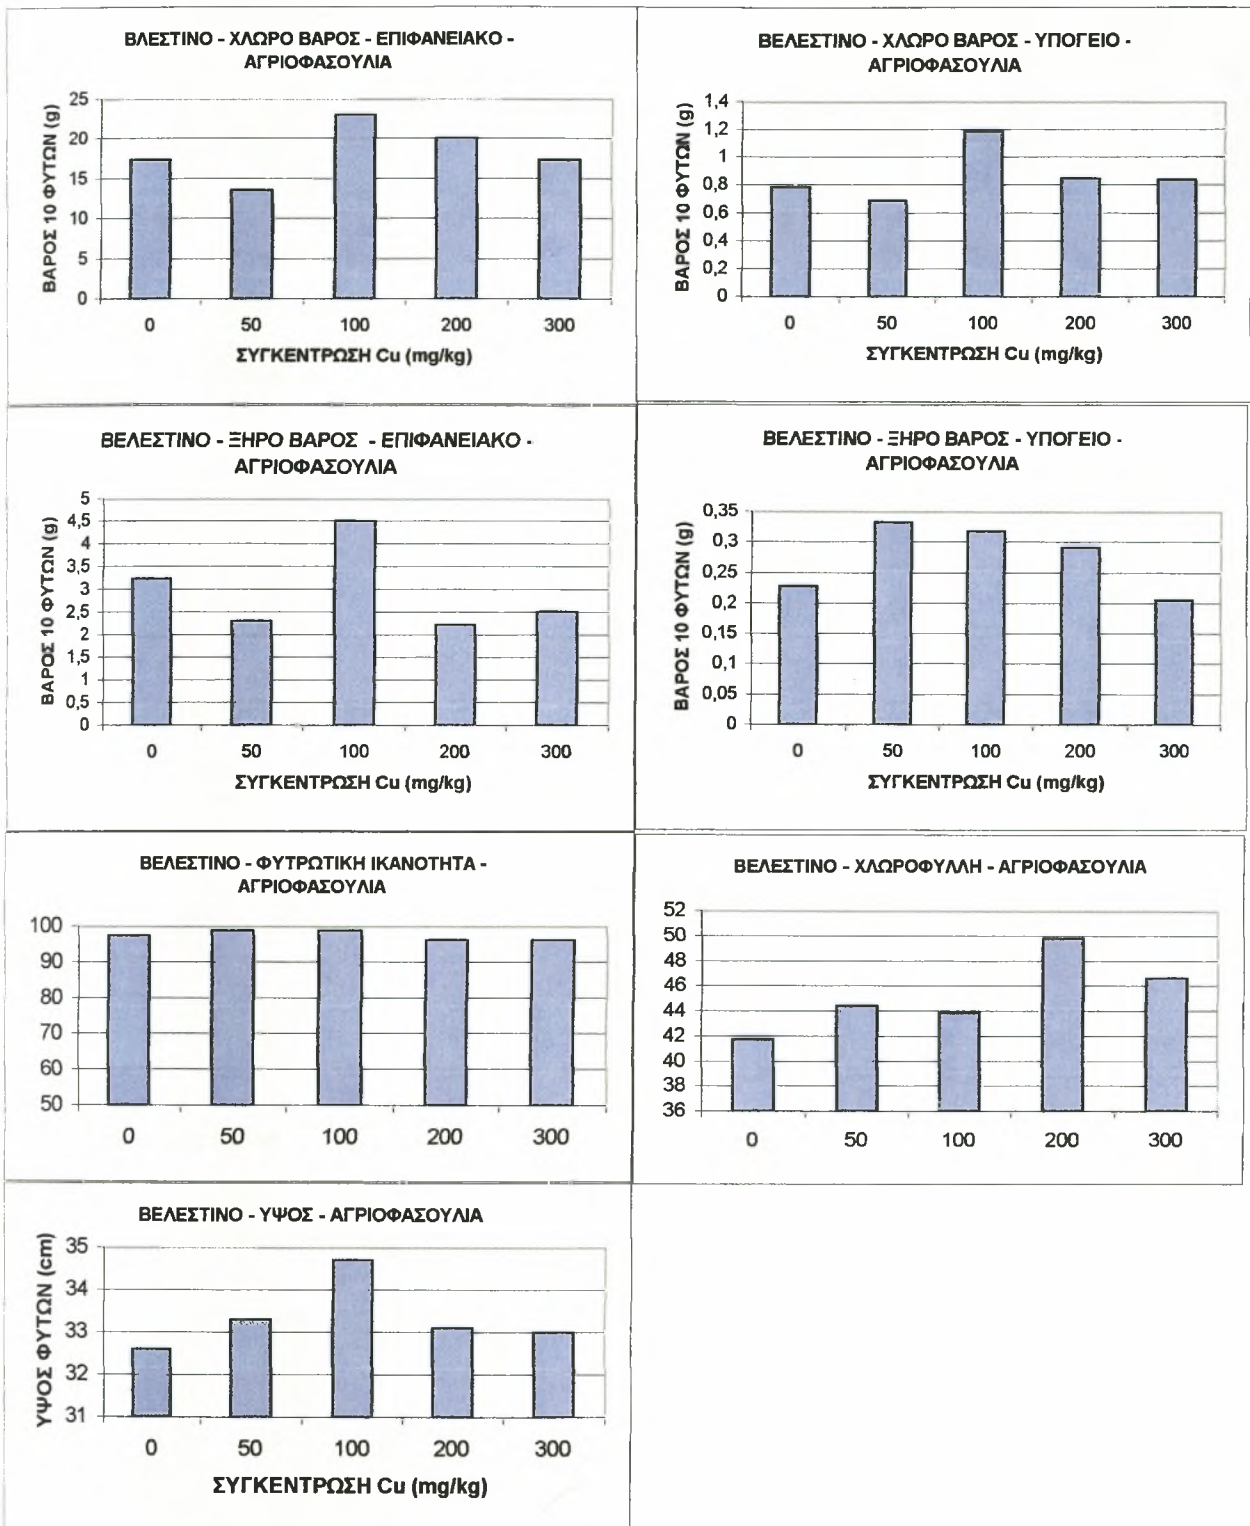 ΒΛΕΣΤΙΝΟ - ΧΛΩΡΟ ΒΑΡΟΣ - ΕΠΙΦΑΝΕΙΑΚΟ -
ΑΓΡΙΟΦΑΣΟΥΛΙΑ
ΒΑΡΟΣ 10 ΦΥΤΩΝ (g)
25
20
15
10
5
0
0 50 100 200 300
ΣΥΓΚΕΝΤΡΩΣΗ Cu (mg/kg)
ΒΕΛΕΣΤΙΝΟ - ΧΛΩΡΟ ΒΑΡΟΣ - ΥΠΟΓΕΙΟ -
ΑΓΡΙΟΦΑΣΟΥΛΙΑ
ΒΑΡΟΣ 10 ΦΥΤΩΝ (g)
1,4
1,2
1
0,8
0,6
0,4
0,2
0
0 50 100 200 300
ΣΥΓΚΕΝΤΡΩΣΗ Cu (mg/kg)
ΒΕΛΕΣΤΙΝΟ - ΞΗΡΟ ΒΑΡΟΣ - ΕΠΙΦΑΝΕΙΑΚΟ -
ΑΓΡΙΟΦΑΣΟΥΛΙΑ
ΒΑΡΟΣ 10 ΦΥΤΩΝ (g)
5
4,5
4
3,5
3
2,5
2
1,5
1
0,5
0
0 50 100 200 300
ΣΥΓΚΕΝΤΡΩΣΗ Cu (mg/kg)
ΒΕΛΕΣΤΙΝΟ - ΞΗΡΟ ΒΑΡΟΣ - ΥΠΟΓΕΙΟ -
ΑΓΡΙΟΦΑΣΟΥΛΙΑ
ΒΑΡΟΣ 10 ΦΥΤΩΝ (g)
0,35
0,3
0,25
0,2
0,15
0,1
0,05
0
0 50 100 200 300
ΣΥΓΚΕΝΤΡΩΣΗ Cu (mg/kg)
ΒΕΛΕΣΤΙΝΟ - ΦΥΤΡΩΤΙΚΗ ΙΚΑΝΟΤΗΤΑ -
ΑΓΡΙΟΦΑΣΟΥΛΙΑ
100
90
80
70
60
50
0 50 100 200 300
ΒΕΛΕΣΤΙΝΟ - ΧΛΩΡΟΦΥΛΛΗ - ΑΓΡΙΟΦΑΣΟΥΛΙΑ
52
50
48
46
44
42
40
38
36
0 50 100 200 300
ΒΕΛΕΣΤΙΝΟ - ΥΨΟΣ - ΑΓΡΙΟΦΑΣΟΥΛΙΑ
ΥΨΟΣ ΦΥΤΩΝ (cm)
35
34
33
32
31
0 50 100 200 300
ΣΥΓΚΕΝΤΡΩΣΗ Cu (mg/kg)